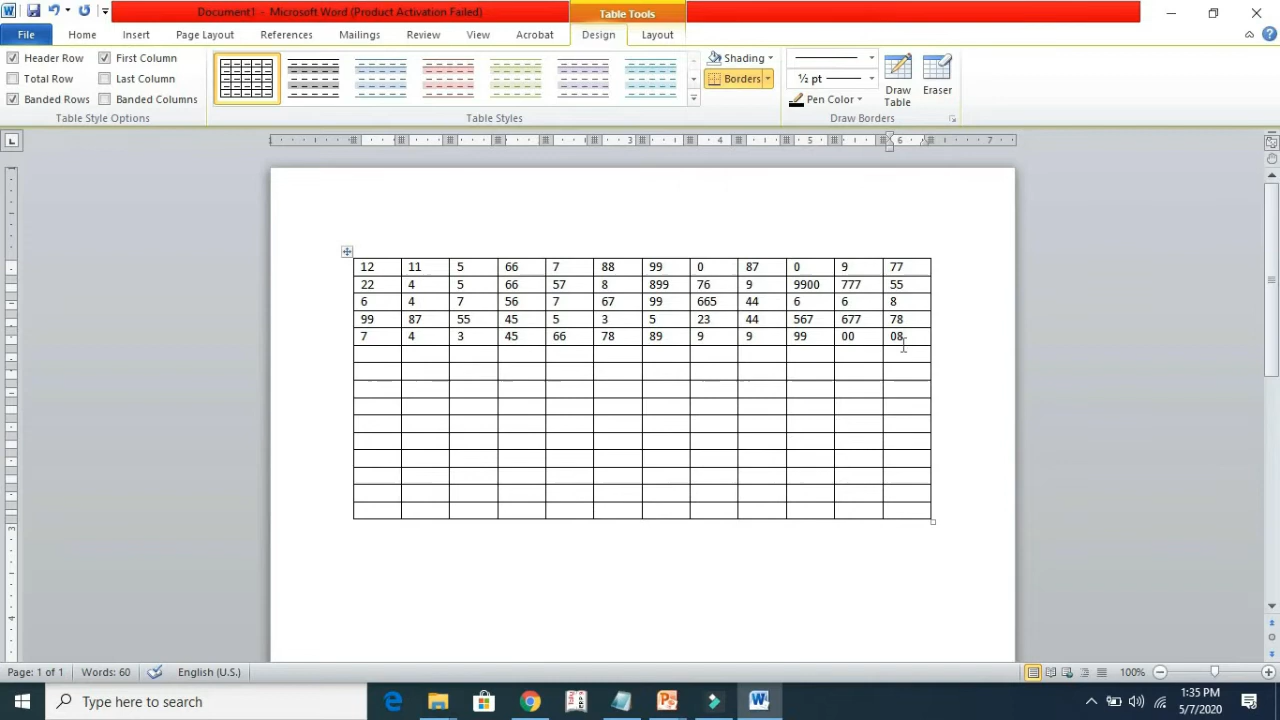 Document1 - Microsoft Word (Product Activation Failed)
Table Tools
File Home Insert Page Layout References Mailings Review View Acrobat Design Layout
Header Row First Column
Total Row Last Column
Banded Rows Banded Columns
Table Style Options
Table Styles
Shading
Borders
½ pt
Pen Color
Draw Table
Eraser
Draw Borders
3 4 5 6 7
12 11 5 66 7 88 99 0 87 0 9 77
22 4 5 66 57 8 899 76 9 9900 777 55
6 4 7 56 7 67 99 665 44 6 6 8
99 87 55 45 5 3 5 23 44 567 677 78
7 4 3 45 66 78 89 9 9 99 00 08
Page: 1 of 1 Words: 60 English (U.S.) 100%
Type here to search
1:35 PM
5/7/2020